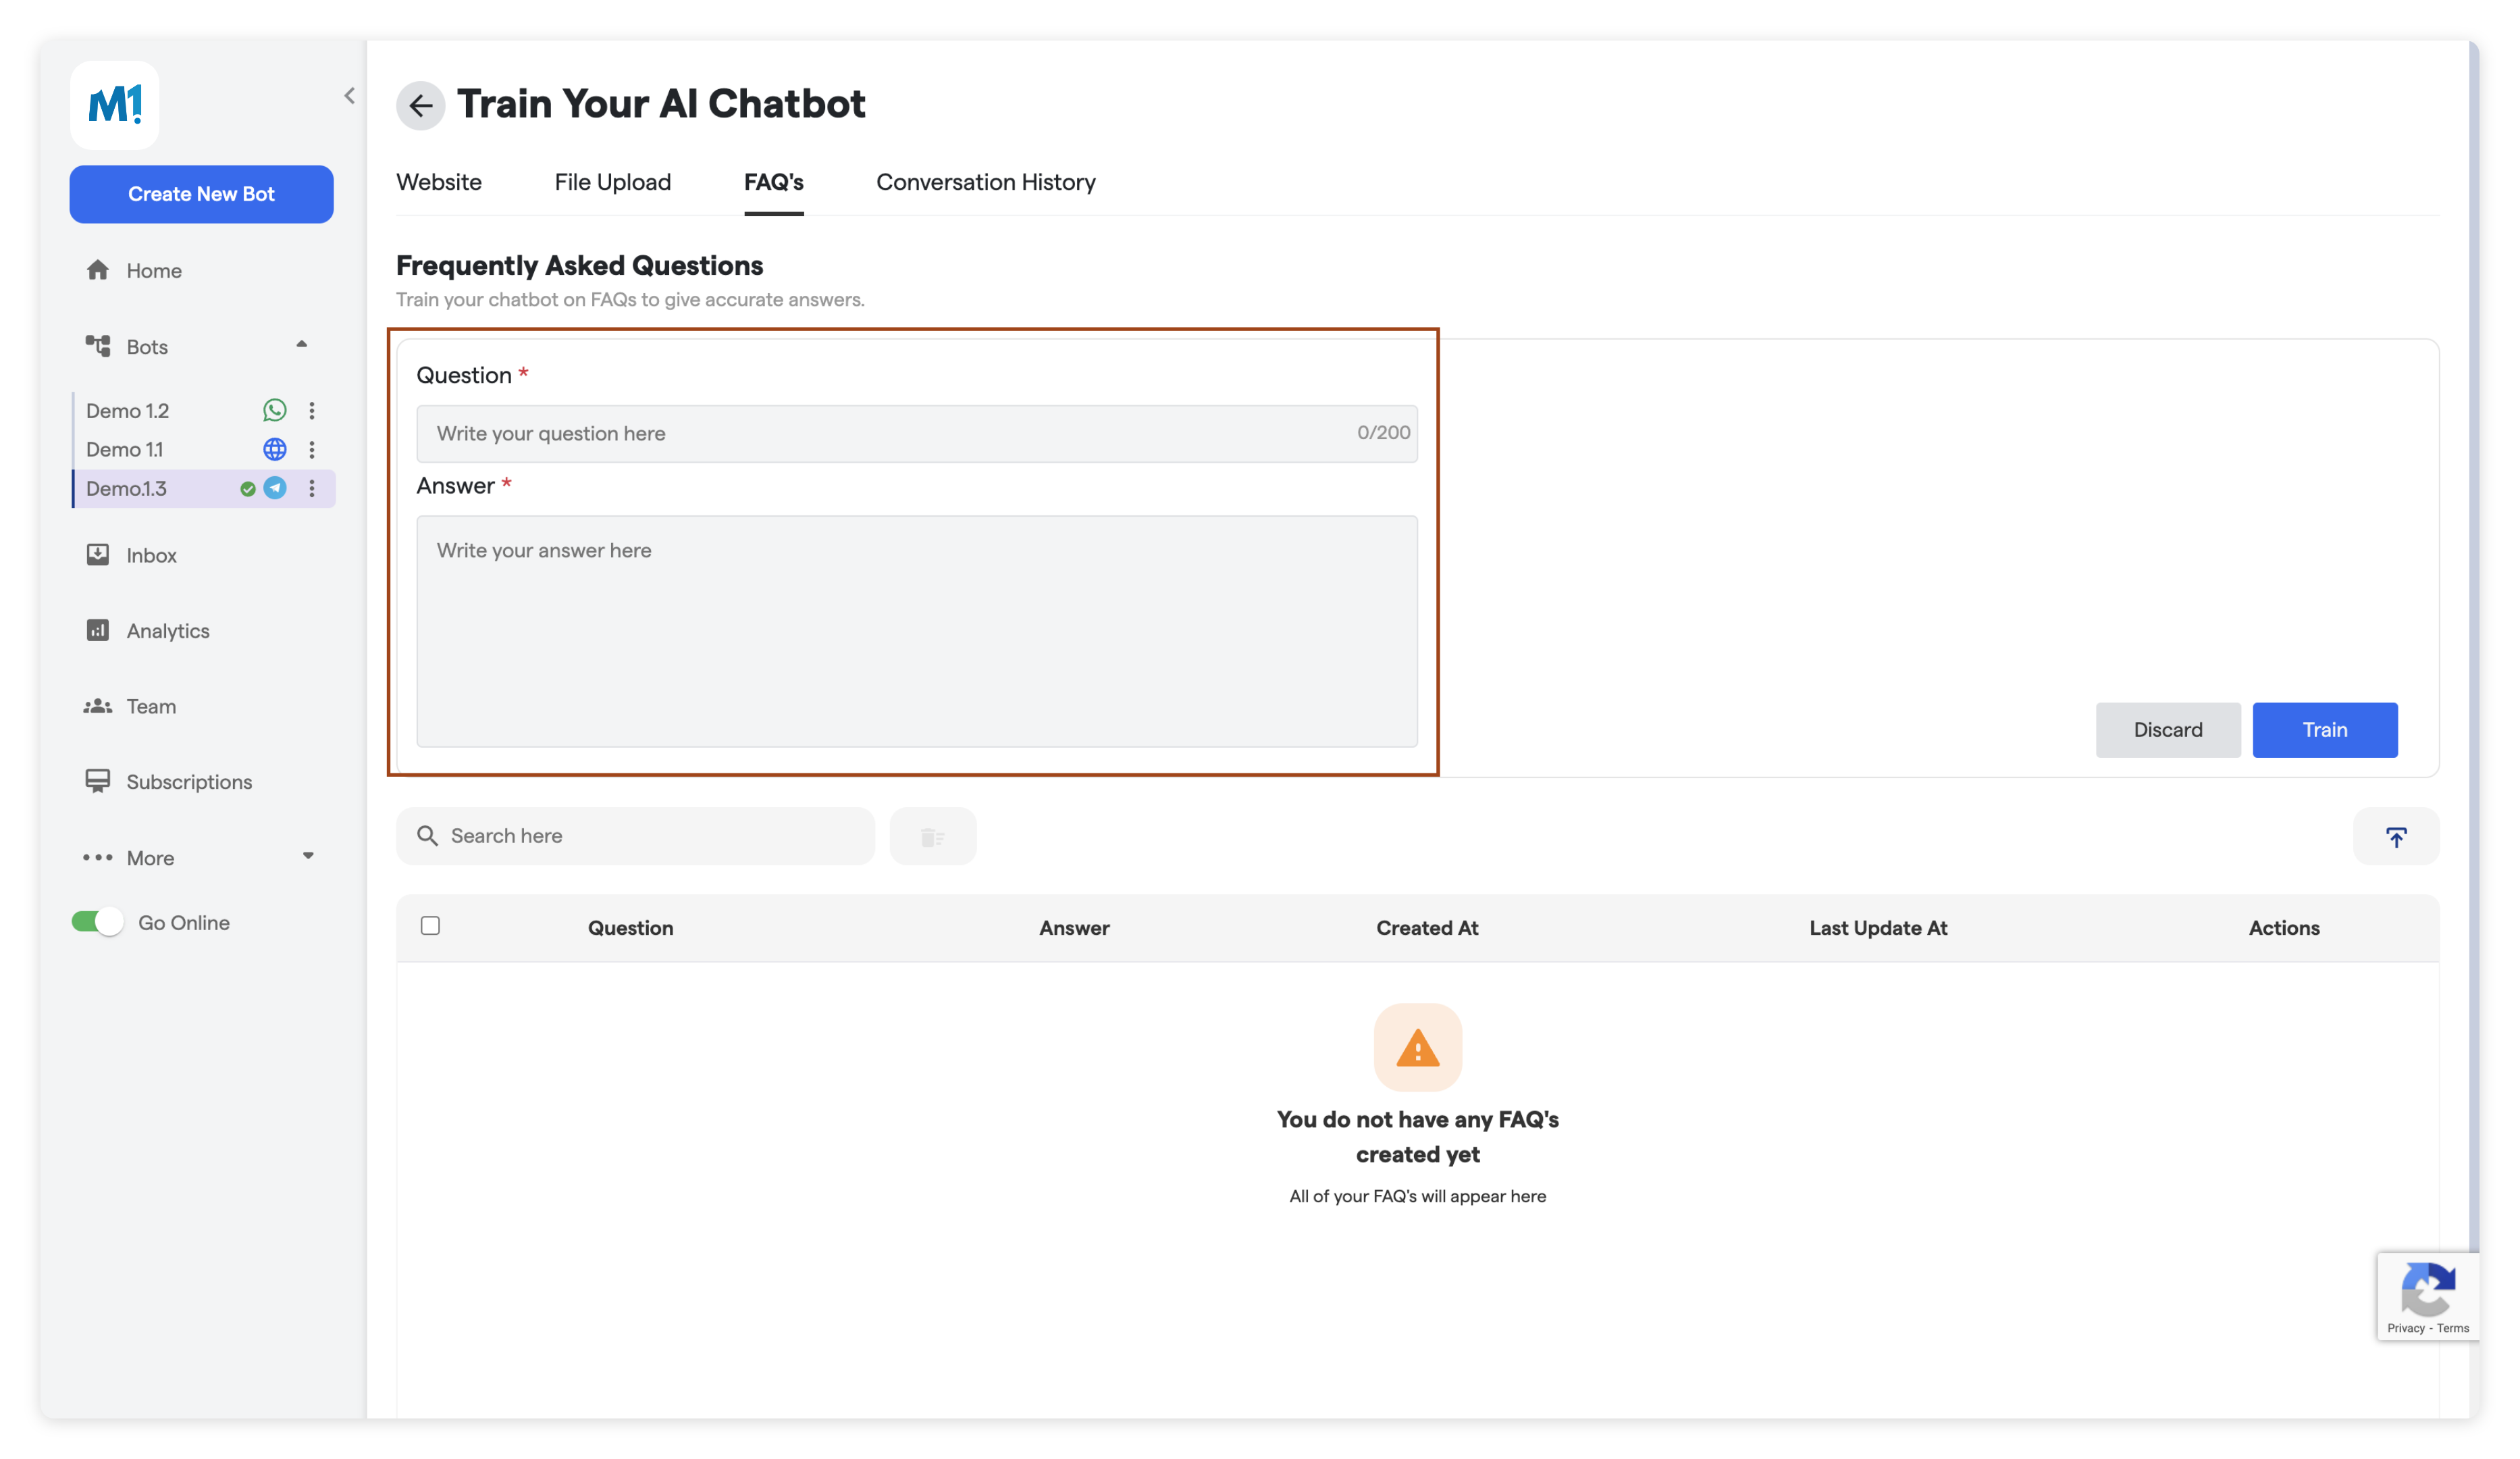 M1
Create New Bot
Home
Bots
Demo 1.2
Demo 1.1
Demo.1.3
Inbox
Analytics
Team
Subscriptions
More
Go Online
Train Your AI Chatbot
Website File Upload FAQ's Conversation History
Frequently Asked Questions
Train your chatbot on FAQs to give accurate answers.
Question *
Write your question here 0/200
Answer *
Write your answer here
Discard Train
Search here
Question Answer Created At Last Update At Actions
You do not have any FAQ's
created yet
All of your FAQ's will appear here
Privacy - Terms